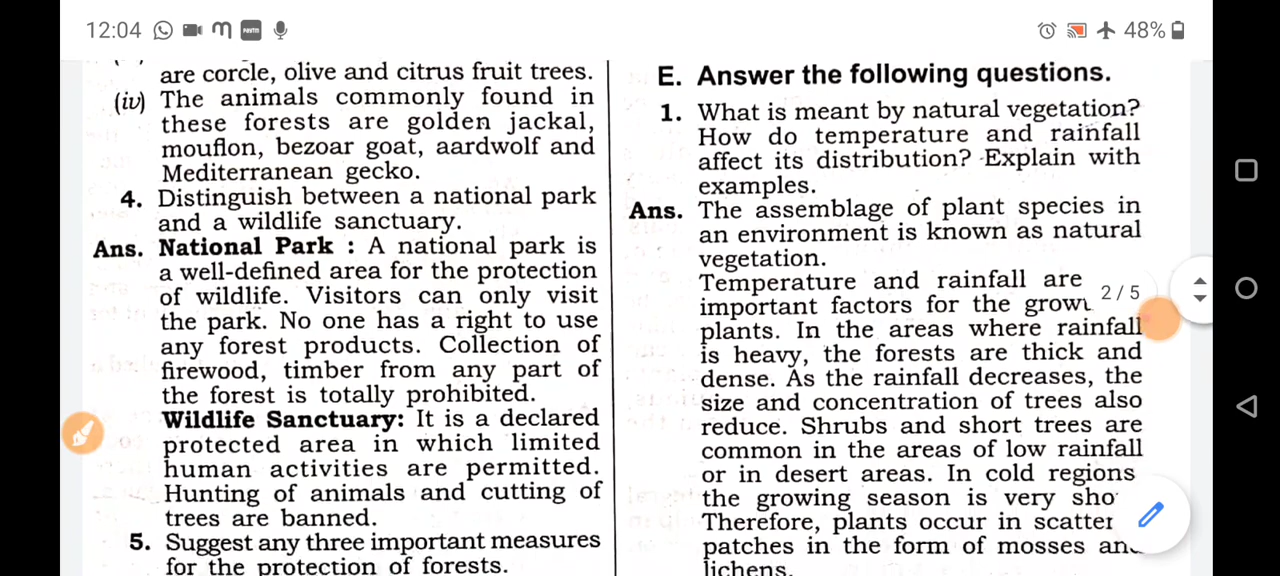 12:04
48%
are corcle, olive and citrus fruit trees.
(iv) The animals commonly found in
these forests are golden jackal,
mouflon, bezoar goat, aardwolf and
Mediterranean gecko.
4. Distinguish between a national park
and a wildlife sanctuary.
Ans. National Park : A national park is
a well-defined area for the protection
of wildlife. Visitors can only visit
the park. No one has a right to use
any forest products. Collection of
firewood, timber from any part of
the forest is totally prohibited.
Wildlife Sanctuary: It is a declared
protected area in which limited
human activities are permitted.
Hunting of animals and cutting of
trees are banned.
5. Suggest any three important measures
for the protection of forests.
E. Answer the following questions.
1. What is meant by natural vegetation?
How do temperature and rainfall
affect its distribution? Explain with
examples.
Ans. The assemblage of plant species in
an environment is known as natural
vegetation.
Temperature and rainfall are
important factors for the
2/5
plants. In the areas where rainfall
is heavy, the forests are thick and
dense. As the rainfall decreases, the
size and concentration of trees also
reduce. Shrubs and short trees are
common in the areas of low rainfall
or in desert areas. In cold regions
the growing season is very
Therefore, plants occur in
patches in the form of mosses
lichens.